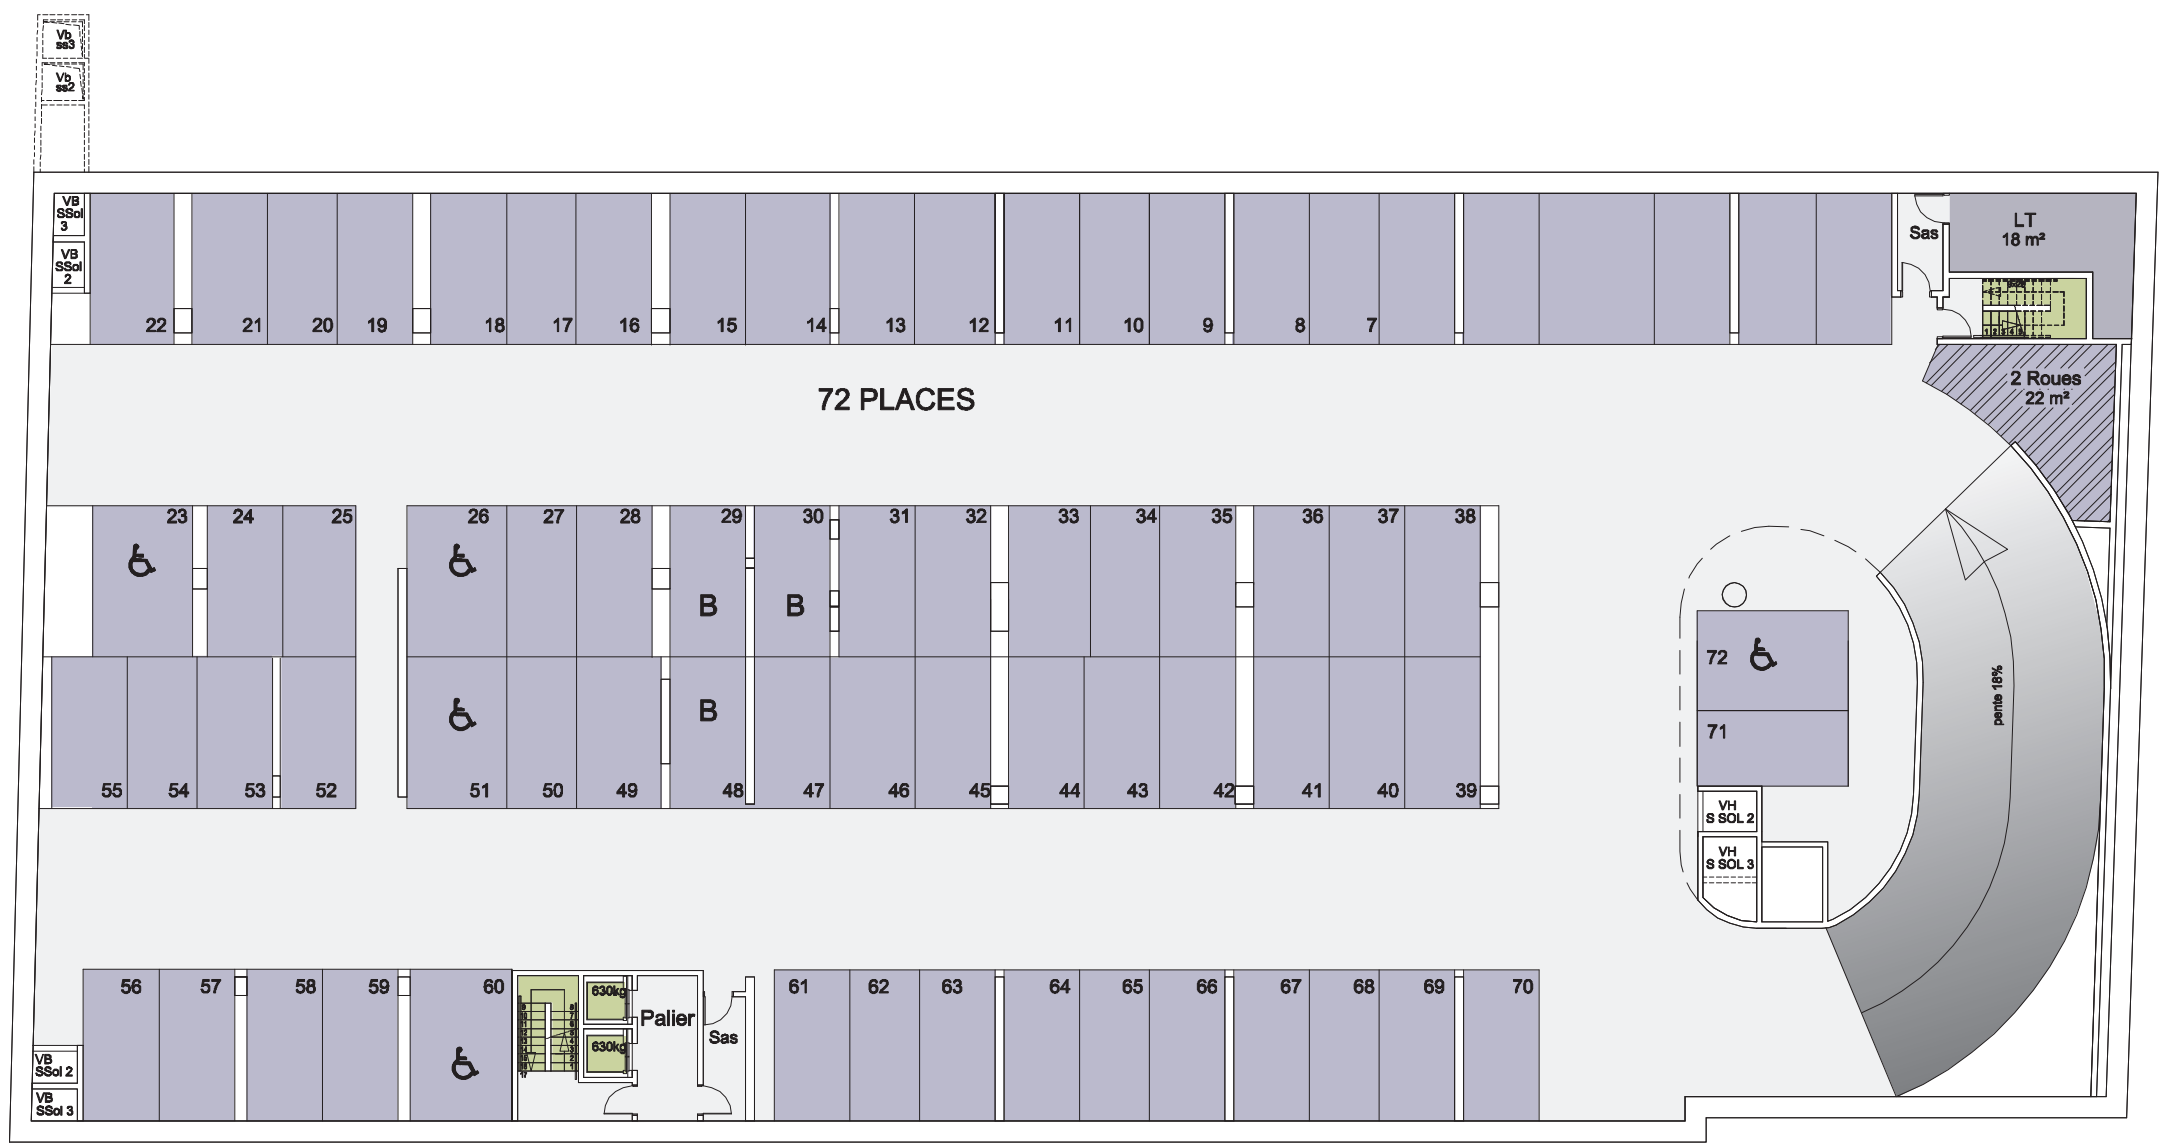 Vb
ss3
Vb
ss2
VB
SSol
3
VB
SSol
2
22 21 20 19 18 17 16 15 14 13 12 11 10 9 8 7
Sas
LT
18 m²
2 Roues
22 m²
72 PLACES
23 24 25 26 27 28 29 30 31 32 33 34 35 36 37 38
B B
72
pente 18%
B
71
55 54 53 52 51 50 49 48 47 46 45 44 43 42 41 40 39
VH
S SOL 2
VH
S SOL 3
56 57 58 59 60
630kg
Palier
630kg
Sas
61 62 63 64 65 66 67 68 69 70
VB
SSol 2
VB
SSol 3